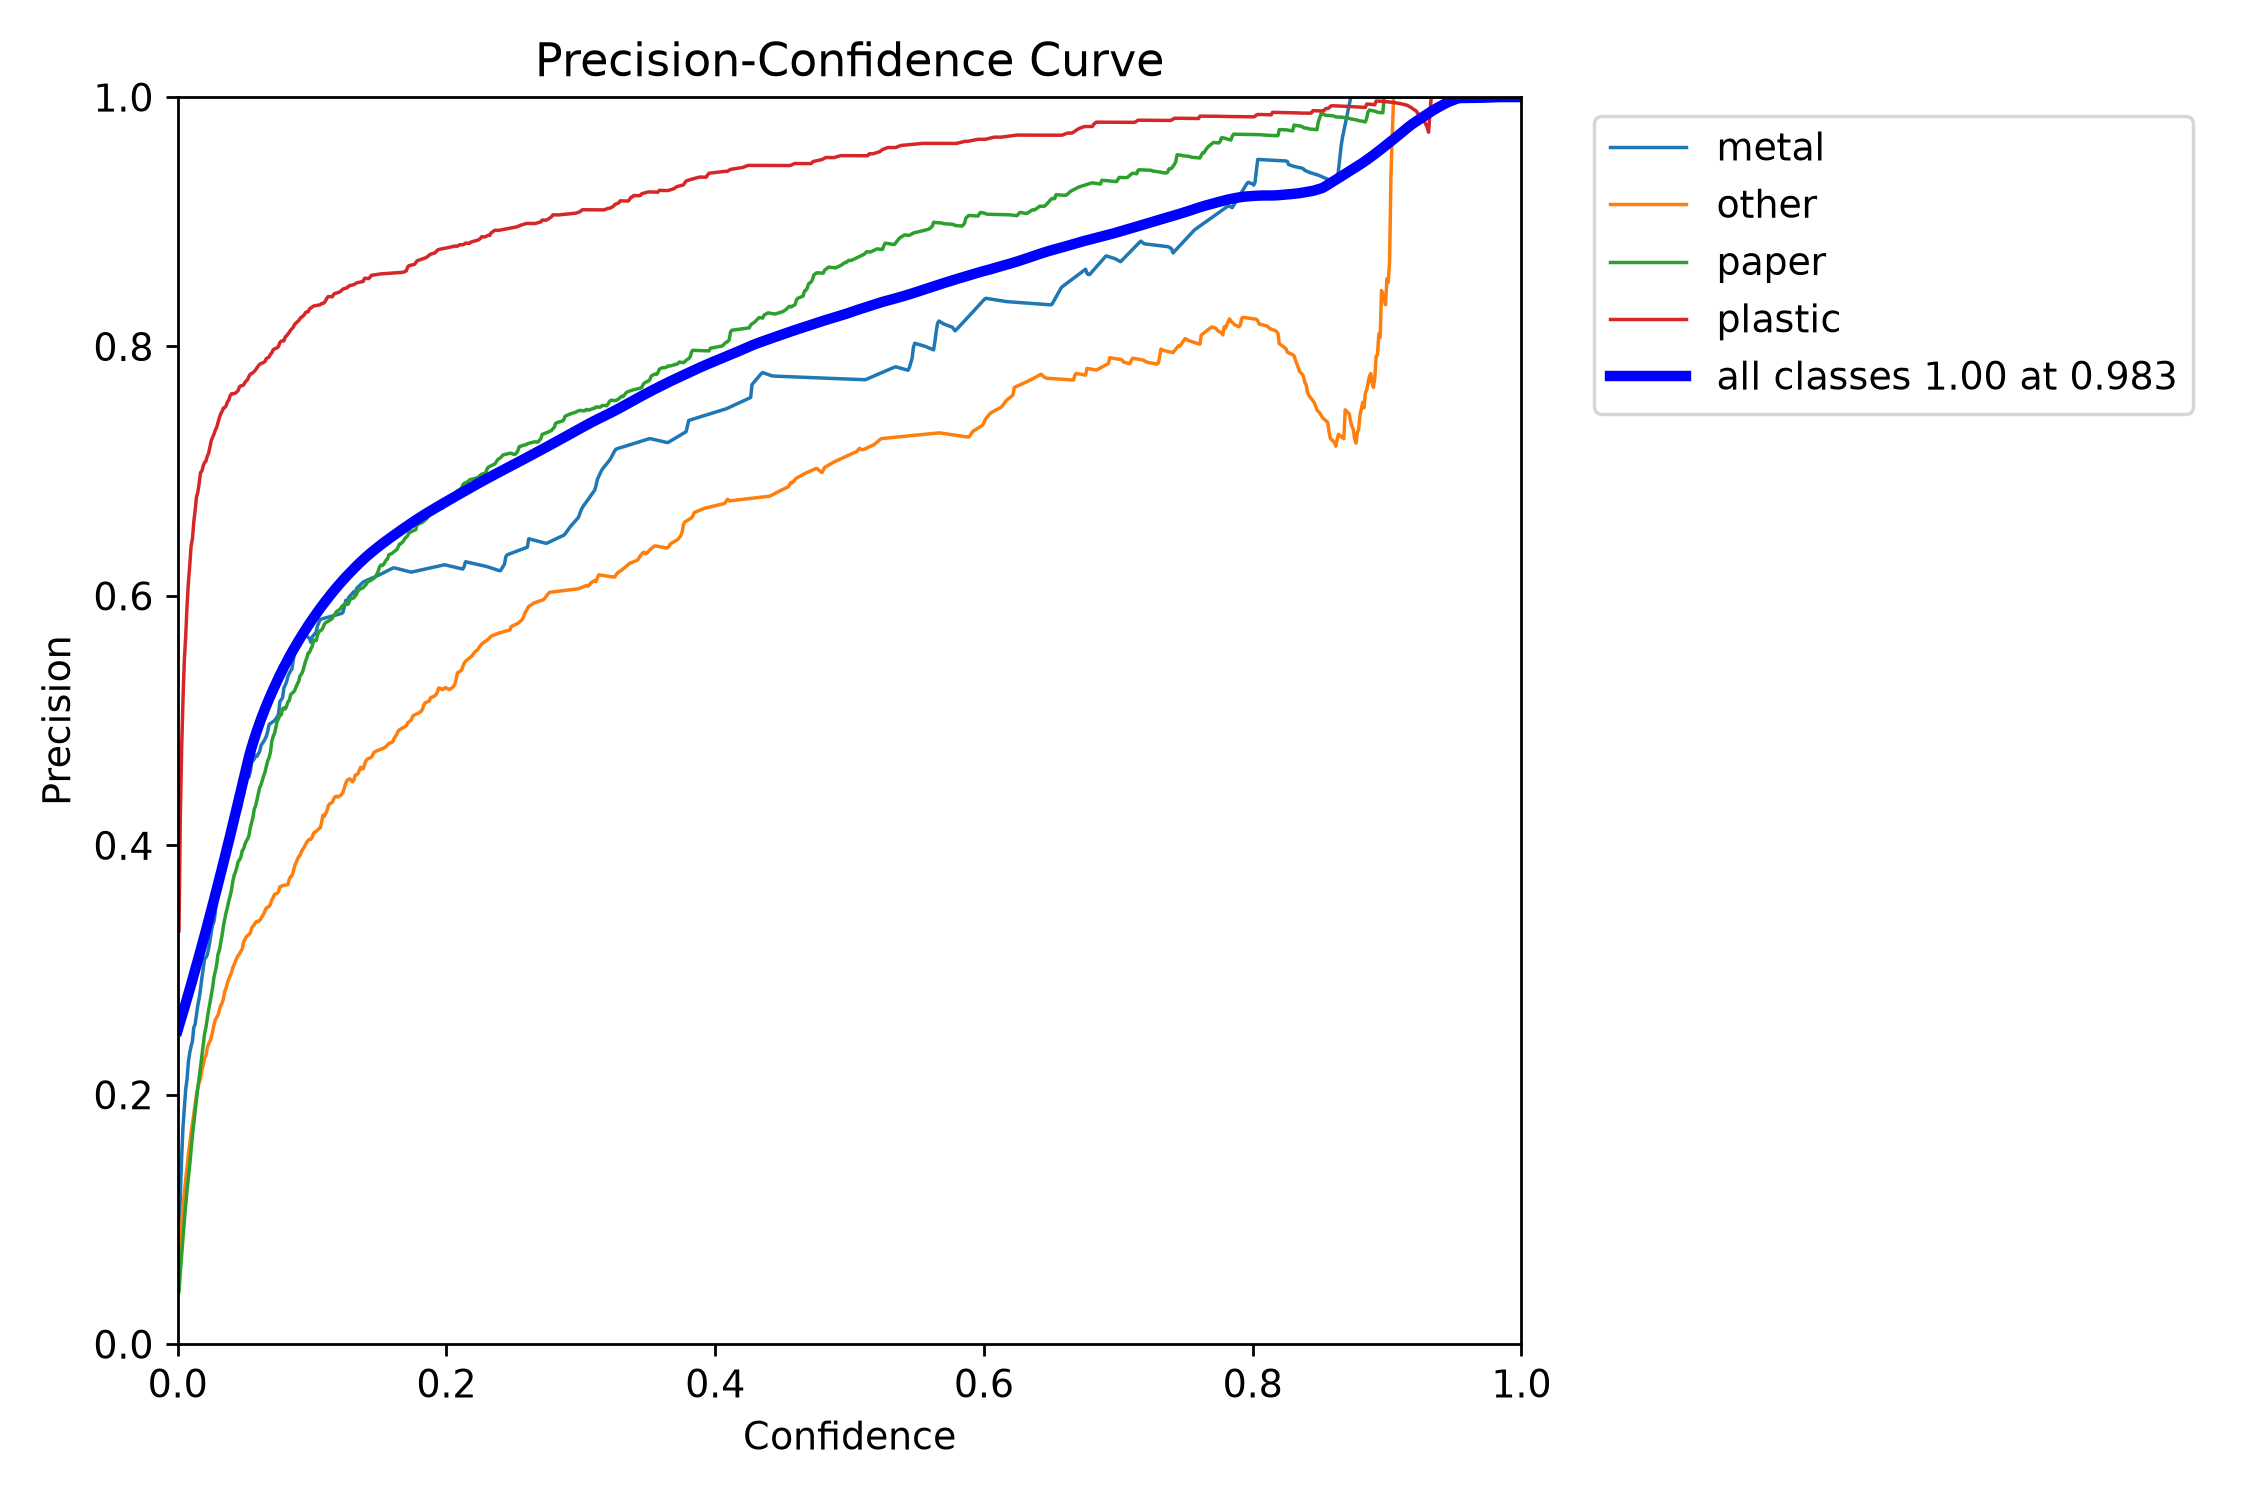 Precision-Confidence Curve
1.0
0.8
0.6
0.4
0.2
0.0
Precision
0.0 0.2 0.4 0.6 0.8 1.0
Confidence
metal
other
paper
plastic
all classes 1.00 at 0.983